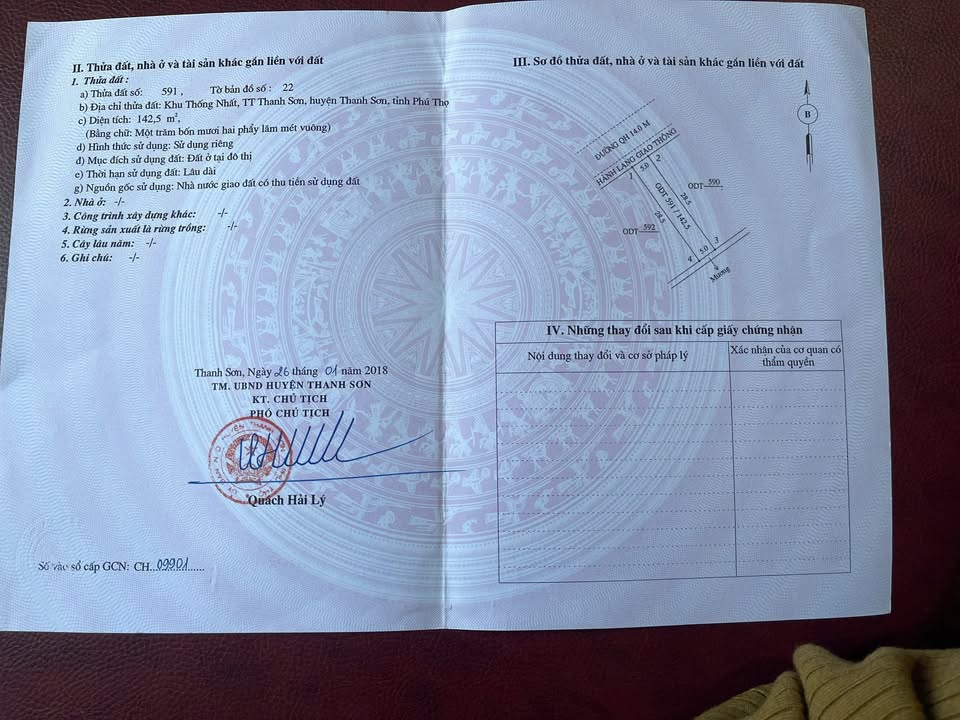 II. Thửa đất, nhà ở và tài sản khác gắn liền với đất
1. Thửa đất :
a) Thửa đất số: 591 , Tờ bản đồ số : 22
b) Địa chỉ thửa đất: Khu Thống Nhất, TT Thanh Sơn, huyện Thanh Sơn, tỉnh Phú Thọ
c) Diện tích: 142,5 m²,
(Bằng chữ: Một trăm bốn mươi hai phẩy lăm mét vuông)
d) Hình thức sử dụng: Sử dụng riêng
đ) Mục đích sử dụng đất: Đất ở tại đô thị
e) Thời hạn sử dụng đất: Lâu dài
g) Nguồn gốc sử dụng: Nhà nước giao đất có thu tiền sử dụng đất
2. Nhà ở: -/-
3. Công trình xây dựng khác: -/-
4. Rừng sản xuất là rừng trồng: -/-
5. Cây lâu năm: -/-
6. Ghi chú: -/-
Thanh Sơn, Ngày 26 tháng 01 năm 2018
TM. UBND HUYỆN THANH SƠN
KT. CHỦ TỊCH
PHÓ CHỦ TỊCH
Quách Hải Lý
Số vào sổ cấp GCN: CH...09901......
III. Sơ đồ thửa đất, nhà ở và tài sản khác gắn liền với đất
B
ĐƯỜNG QH 14.0 M
HÀNH LANG GIAO THÔNG
1 5.0 2
ODT 590
ODT 591 / 142.5
28.5
28.5
ODT 592
4 5.0 3
Mương
IV. Những thay đổi sau khi cấp giấy chứng nhận
Nội dung thay đổi và cơ sở pháp lý
Xác nhận của cơ quan có
thẩm quyền